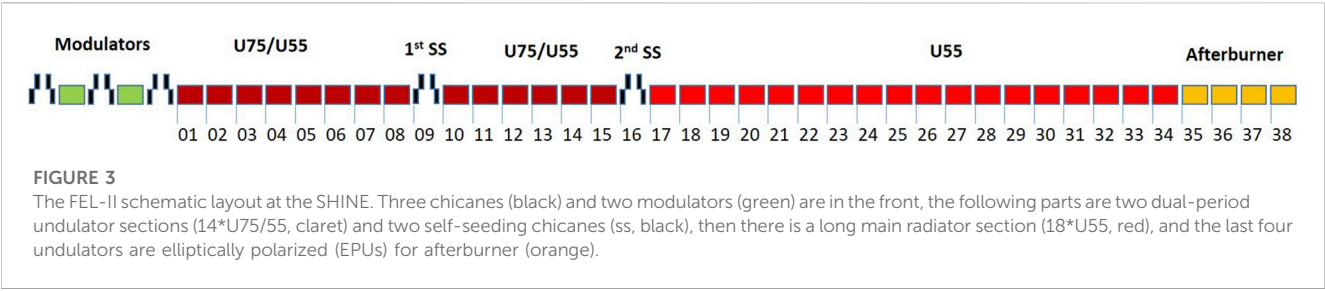 Modulators U75/U55 1st SS U75/U55 2nd SS U55 Afterburner
01 02 03 04 05 06 07 08 09 10 11 12 13 14 15 16 17 18 19 20 21 22 23 24 25 26 27 28 29 30 31 32 33 34 35 36 37 38
FIGURE 3
The FEL-II schematic layout at the SHINE. Three chicanes (black) and two modulators (green) are in the front, the following parts are two dual-period
undulator sections (14*U75/55, claret) and two self-seeding chicanes (ss, black), then there is a long main radiator section (18*U55, red), and the last four
undulators are elliptically polarized (EPUs) for afterburner (orange).